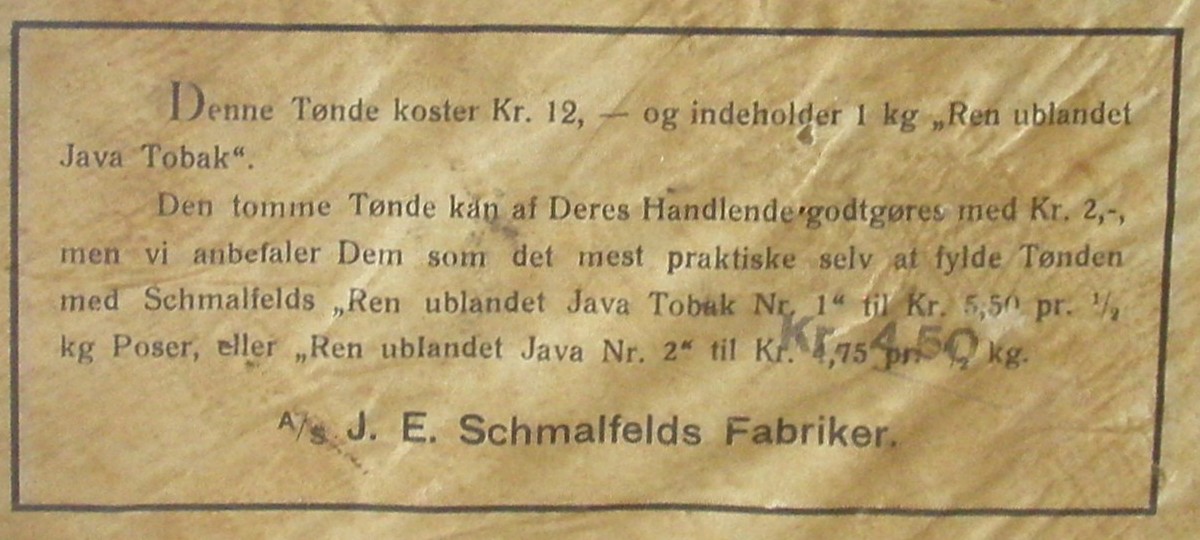 Denne Tønde koster Kr. 12, — og indeholder 1 kg „Ren ublandet
Java Tobak“.
Den tomme Tønde kan af Deres Handlende godtgøres med Kr. 2,-,
men vi anbefaler Dem som det mest praktiske selv at fylde Tønden
med Schmalfelds „Ren ublandet Java Tobak Nr. 1“ til Kr. 5,50 pr. ½
kg Poser, eller „Ren ublandet Java Nr. 2“ til Kr. 4,75 pr. ½ kg.
Kr. 4,50
A/S J. E. Schmalfelds Fabriker.